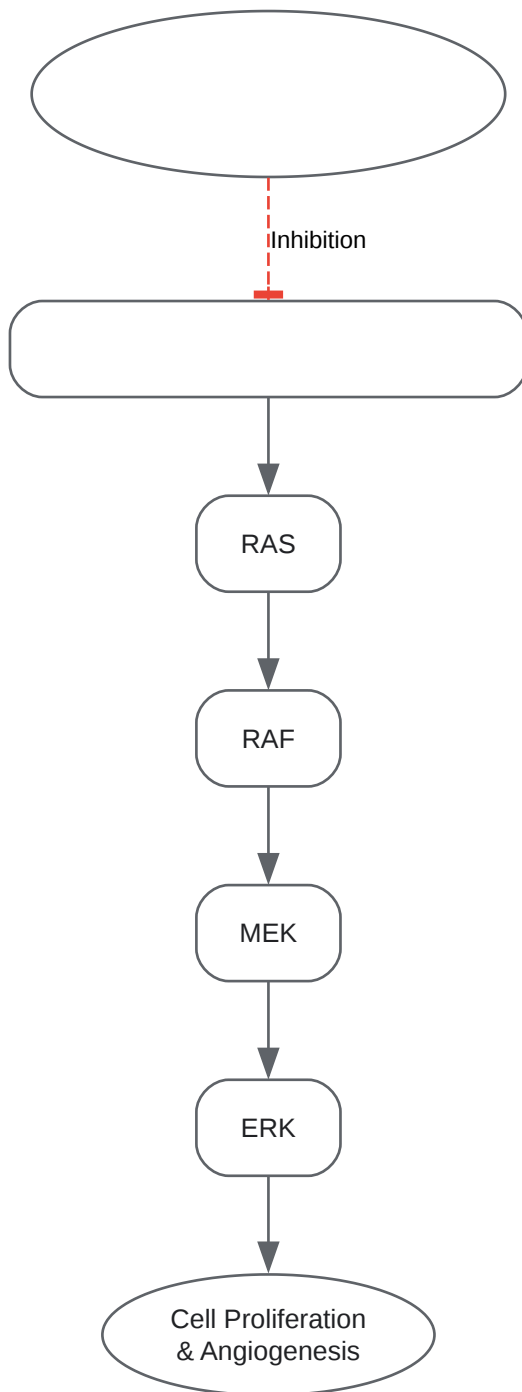 Inhibition
RAS
RAF
MEK
ERK
Cell Proliferation
& Angiogenesis